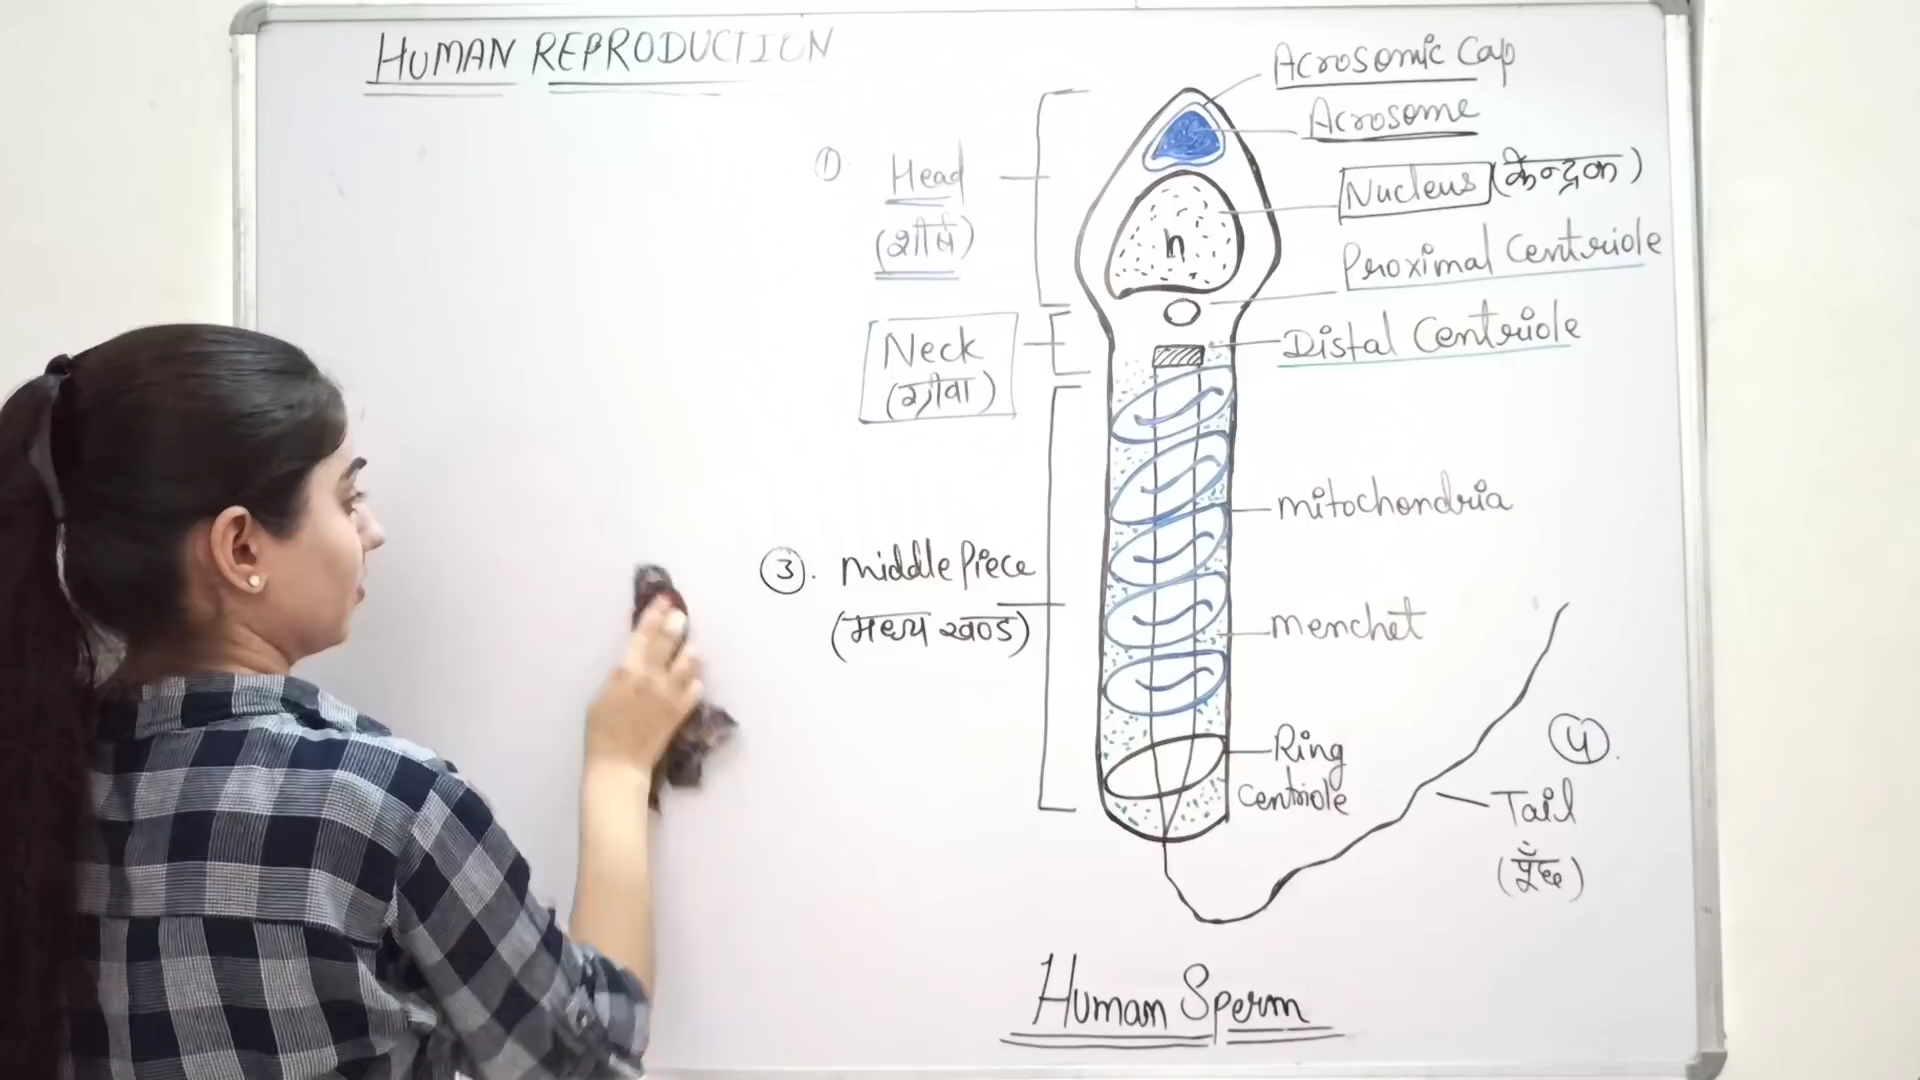 HUMAN REPRODUCTION
Acrosomic Cap
Acrosome
① Head
(शीर्ष)
Nucleus (केन्द्रक)
n
Proximal Centriole
Neck
(ग्रीवा)
Distal Centriole
mitochondria
③. middle Piece
(मध्य खण्ड)
menchet
Ring
Centriole
④.
Tail
(पूँछ)
Human Sperm